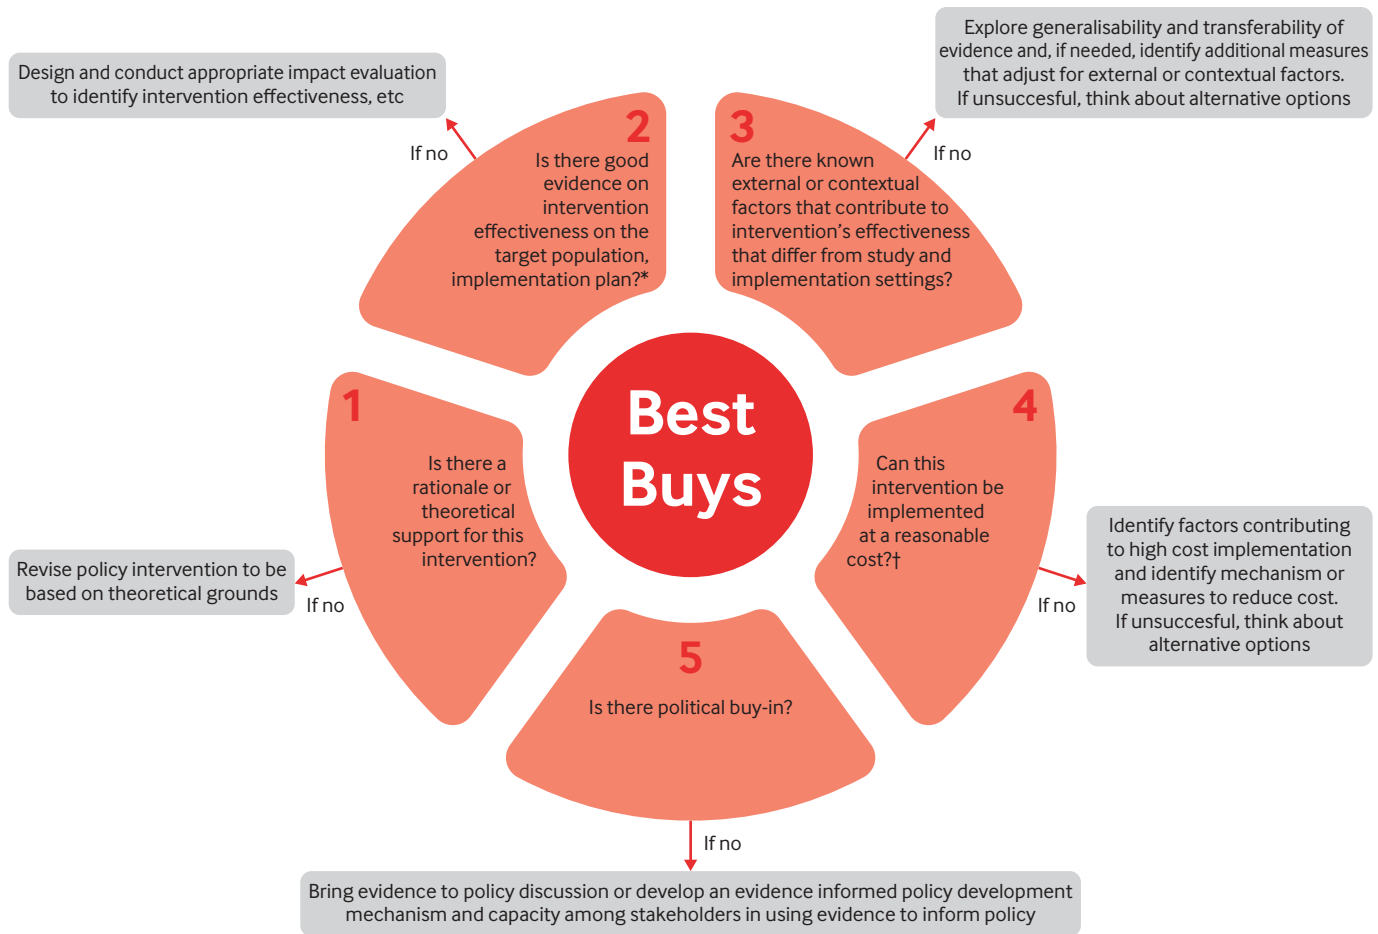 Explore generalisability and transferability of
evidence and, if needed, identify additional measures
that adjust for external or contextual factors.
If unsuccesful, think about alternative options
Design and conduct appropriate impact evaluation
to identify intervention effectiveness, etc
If no
If no
2
Is there good
evidence on
intervention
effectiveness on the
target population,
implementation plan?*
3
Are there known
external or contextual
factors that contribute to
intervention’s effectiveness
that differ from study and
implementation settings?
Best
Buys
1
Is there a
rationale or
theoretical
support for this
intervention?
4
Can this
intervention be
implemented
at a reasonable
cost?†
Revise policy intervention to be
based on theoretical grounds
If no
If no
Identify factors contributing
to high cost implementation
and identify mechanism or
measures to reduce cost.
If unsuccesful, think about
alternative options
5
Is there political buy-in?
If no
Bring evidence to policy discussion or develop an evidence informed policy development
mechanism and capacity among stakeholders in using evidence to inform policy